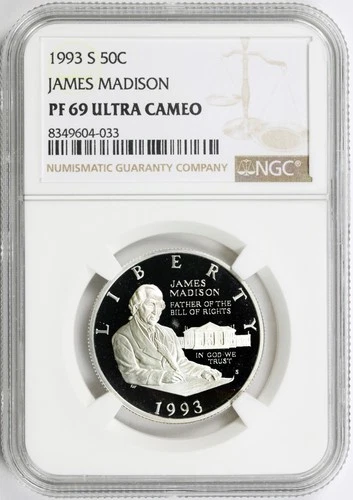 1993 S 50C
JAMES MADISON
PF 69 ULTRA CAMEO
8349604-033
NUMISMATIC GUARANTY COMPANY NGC
LIBERTY
JAMES
MADISON
FATHER OF THE
BILL OF RIGHTS
IN GOD WE
TRUST
S
1993